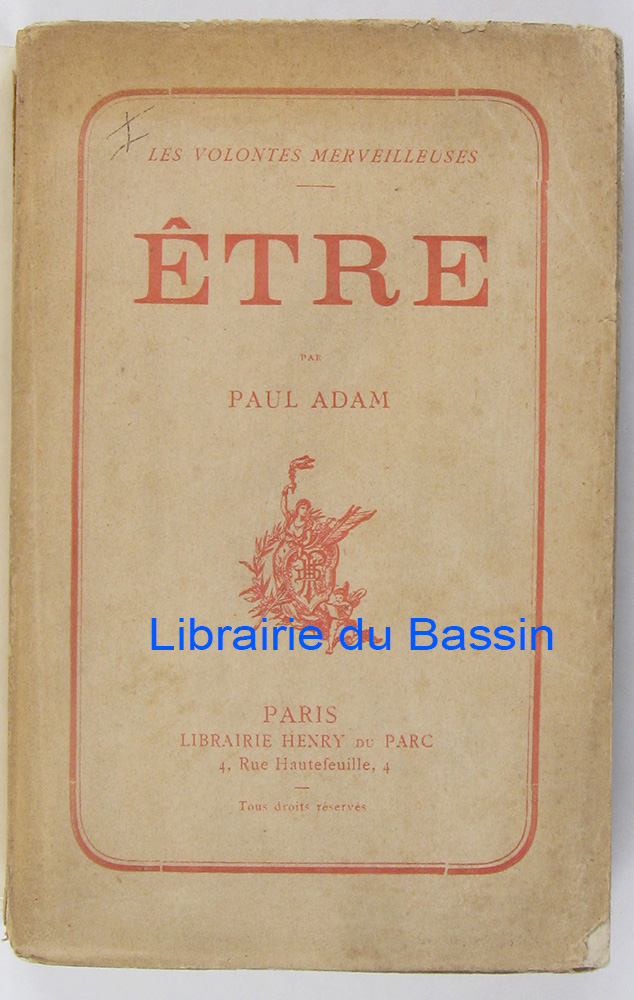 LES VOLONTES MERVEILLEUSES
ÊTRE
PAR
PAUL ADAM
Librairie du Bassin
PARIS
LIBRAIRIE HENRY DU PARC
4, Rue Hautefeuille, 4
Tous droits réservés